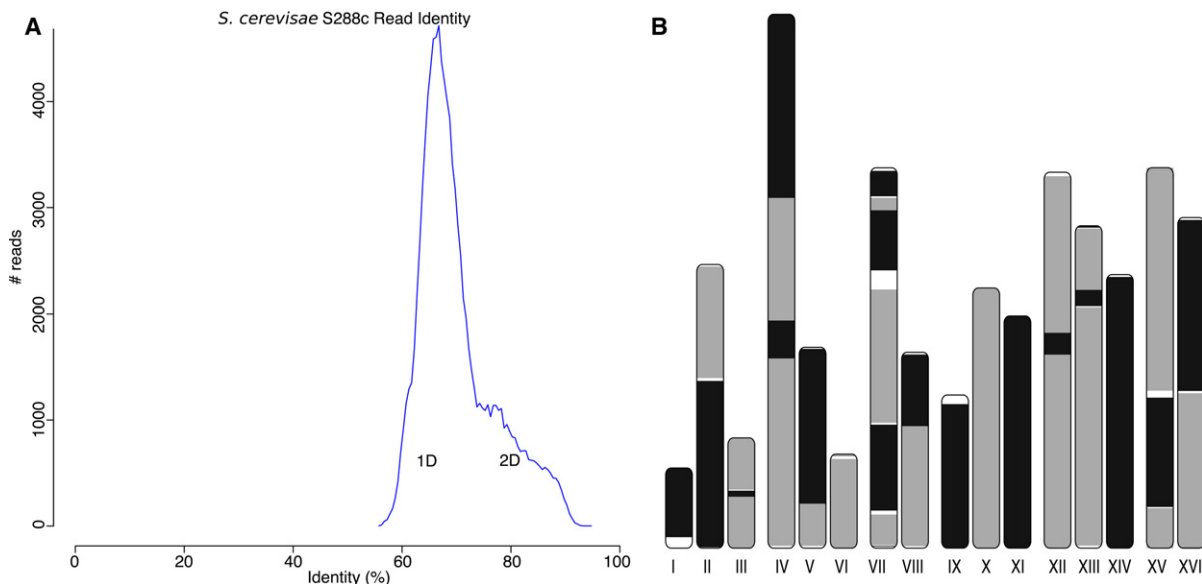 A
S. cerevisae S288c Read Identity
# reads
4000
3000
2000
1000
0
1D
2D
0 20 40 60 80 100
Identity (%)
B
I II III IV V VI VII VIII IX X XI XII XIII XIV XV XVI